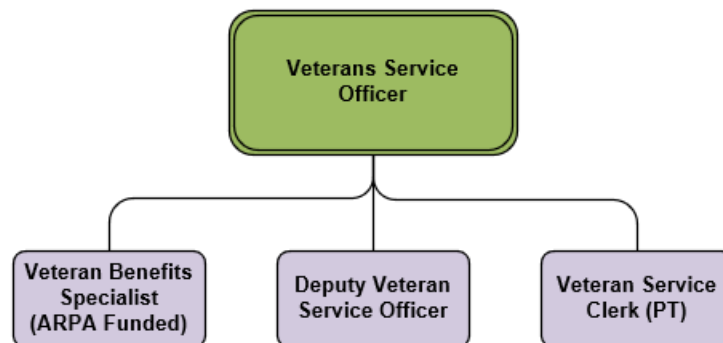 Veterans Service
Officer
Veteran Benefits
Specialist
(ARPA Funded)
Deputy Veteran
Service Officer
Veteran Service
Clerk (PT)